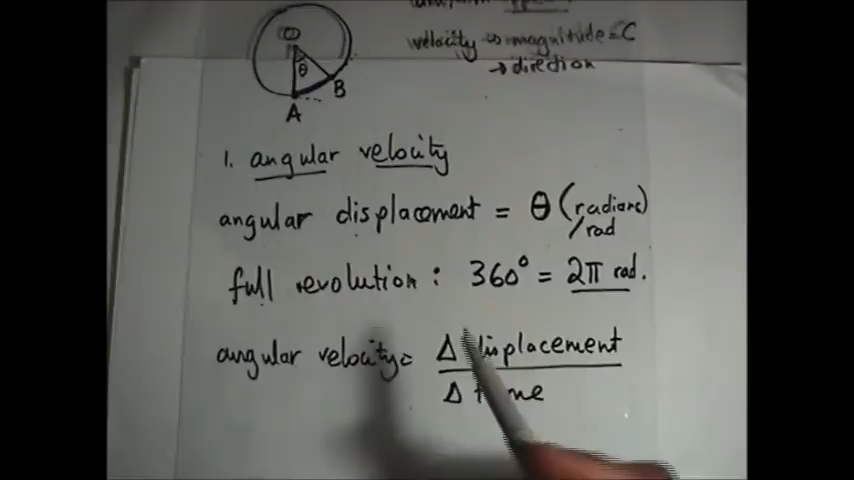 velocity → magnitude = C
→ direction
O
θ
A
B
1. angular velocity
angular displacement = θ (radians/rad)
full revolution : 360° = 2π rad.
angular velocity = Δ displacement
Δ time